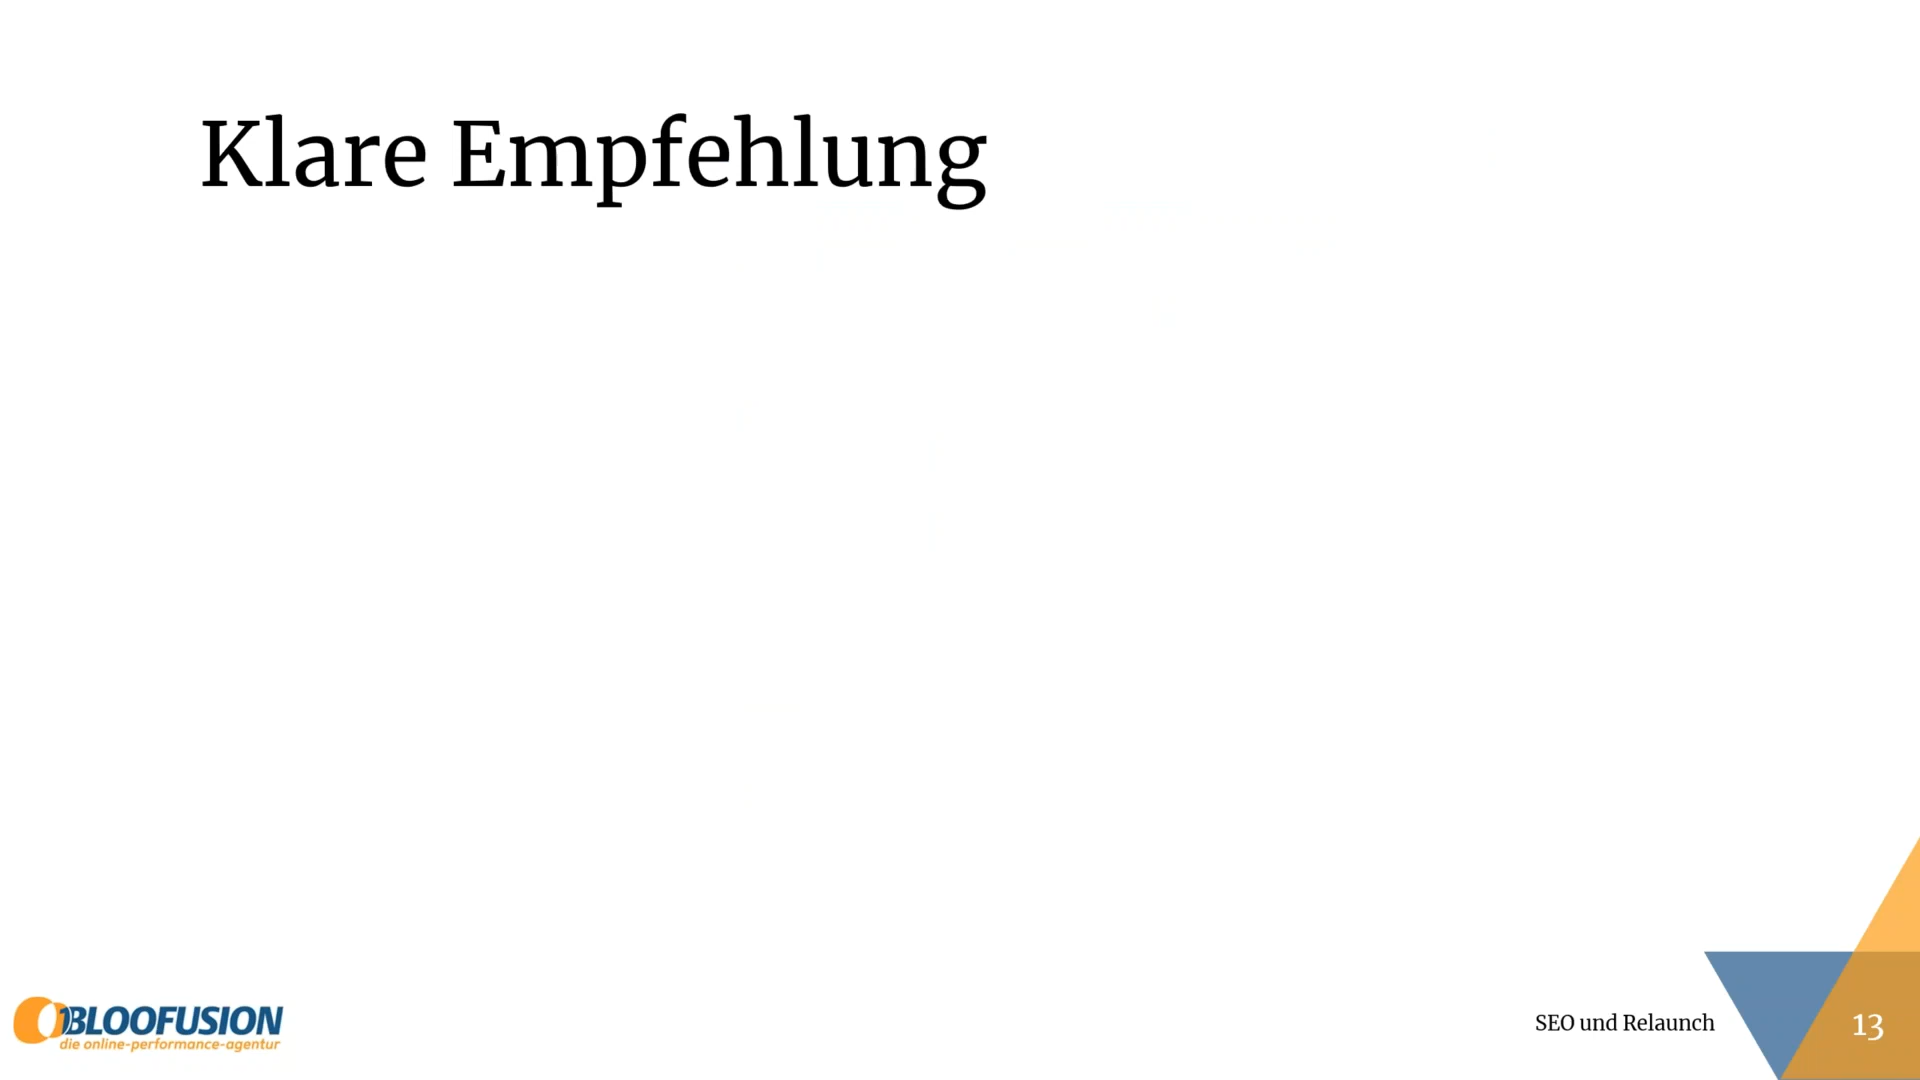 Klare Empfehlung
BLOOFUSION
die online-performance-agentur
SEO und Relaunch
13